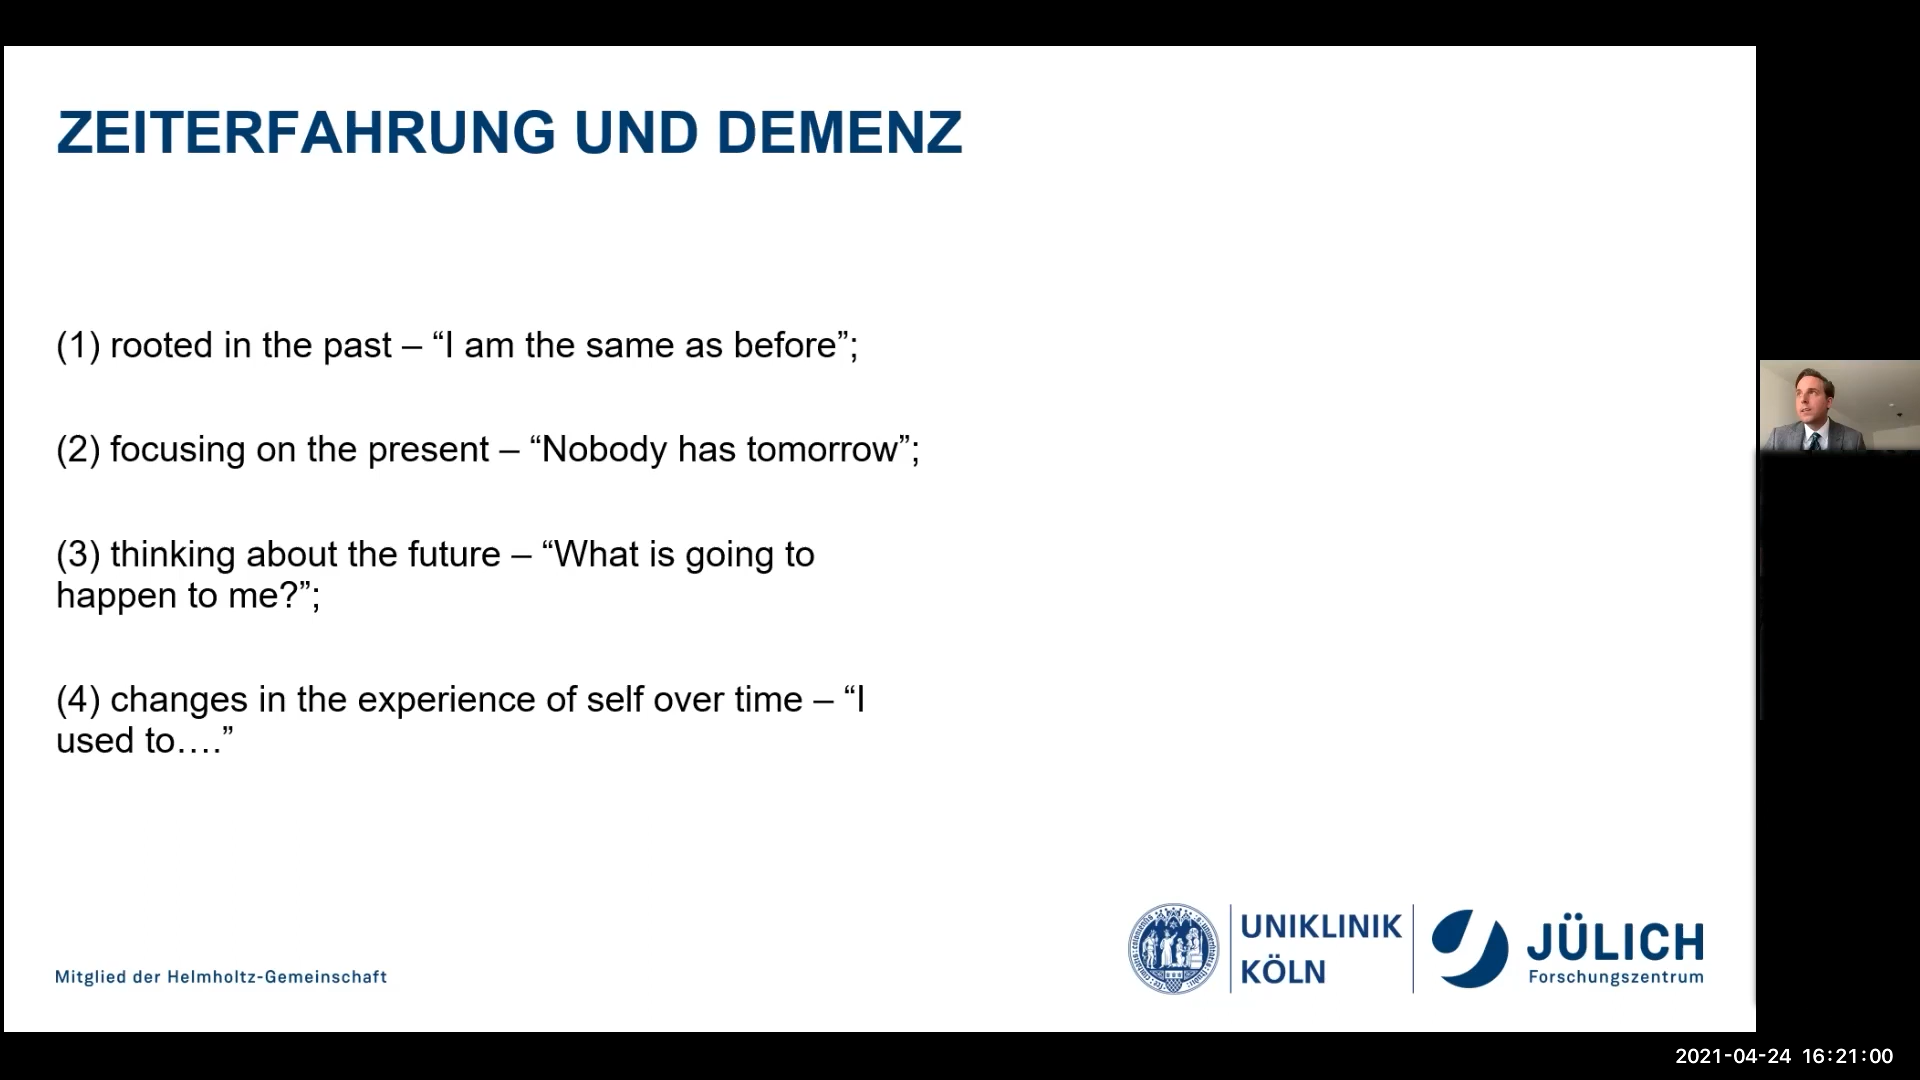 ZEITERFAHRUNG UND DEMENZ
(1) rooted in the past – “I am the same as before”;
(2) focusing on the present – “Nobody has tomorrow”;
(3) thinking about the future – “What is going to
happen to me?”;
(4) changes in the experience of self over time – “I
used to….”
Mitglied der Helmholtz-Gemeinschaft
UNIKLINIK
KÖLN
JÜLICH
Forschungszentrum
2021-04-24 16:21:00